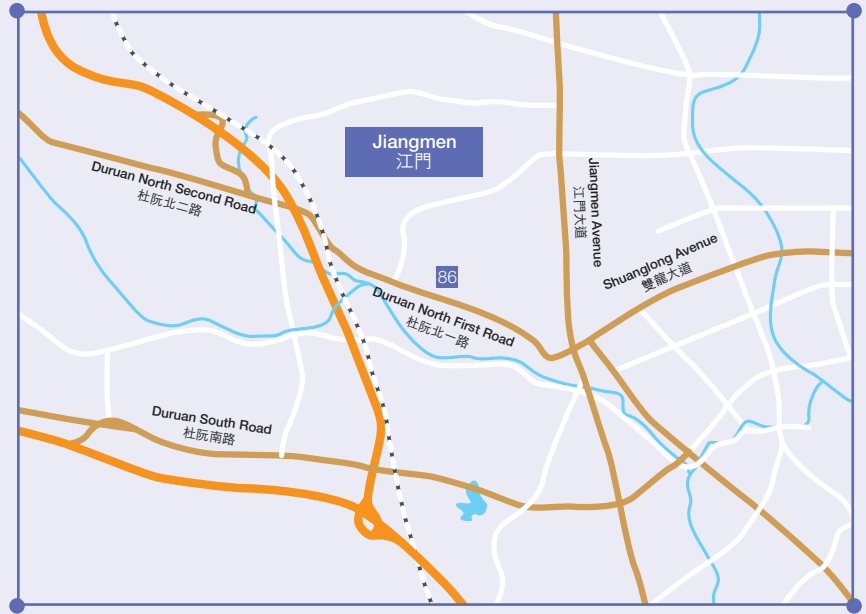 Jiangmen
江門
Duruan North Second Road
杜阮北二路
Jiangmen Avenue
江門大道
Shuanglong Avenue
雙龍大道
86
Duruan North First Road
杜阮北一路
Duruan South Road
杜阮南路